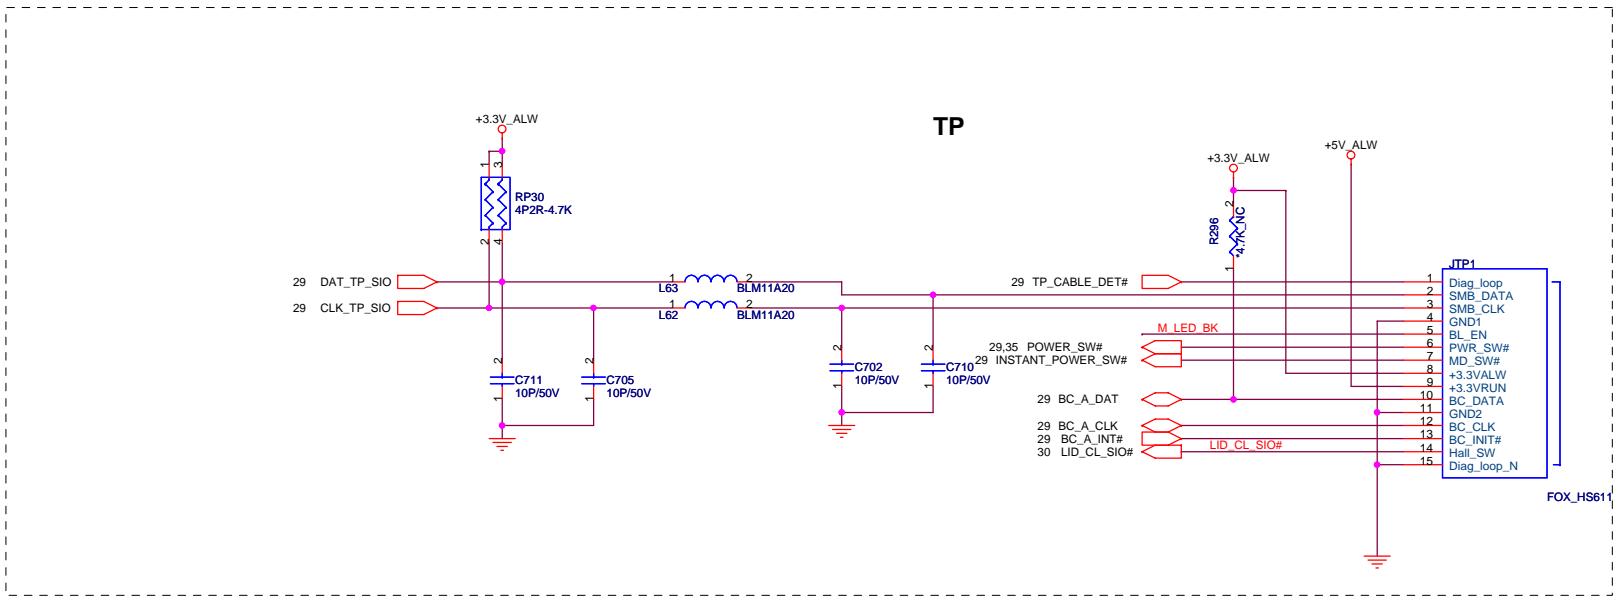 TP
+3.3V_ALW
1
3
RP30
4P2R-4.7K
2
4
29 DAT_TP_SIO
1
2
L63
BLM11A20
29 CLK_TP_SIO
1
2
L62
BLM11A20
2
C711
10P/50V
1
2
C705
10P/50V
1
2
C702
10P/50V
1
2
C710
10P/50V
1
+3.3V_ALW
2
R296
*4.7K_NC
1
+5V_ALW
29 TP_CABLE_DET#
M_LED_BK
29,35 POWER_SW#
29 INSTANT_POWER_SW#
29 BC_A_DAT
29 BC_A_CLK
29 BC_A_INT#
30 LID_CL_SIO#
LID_CL_SIO#
JTP1
1 Diag_loop
2 SMB_DATA
3 SMB_CLK
4 GND1
5 BL_EN
6 PWR_SW#
7 MD_SW#
8 +3.3VALW
9 +3.3VRUN
10 BC_DATA
11 GND2
12 BC_CLK
13 BC_INIT#
14 Hall_SW
15 Diag_loop_N
FOX_HS611